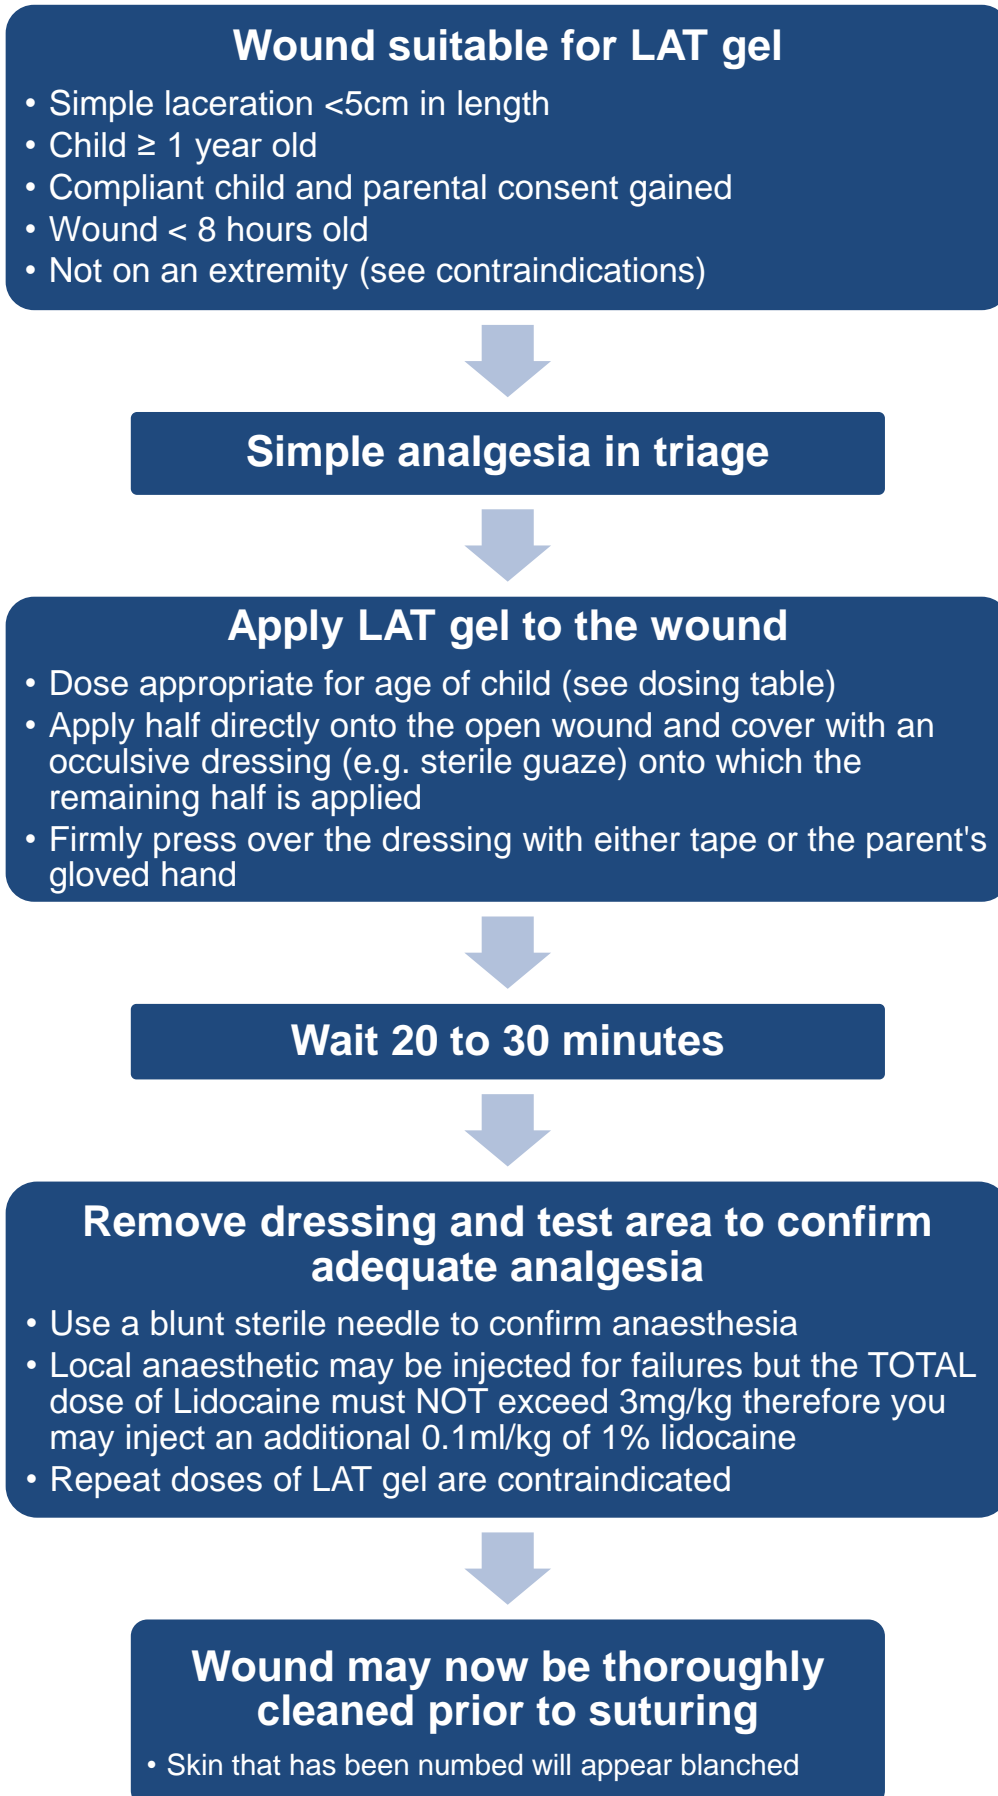 Wound suitable for LAT gel
• Simple laceration <5cm in length
• Child ≥ 1 year old
• Compliant child and parental consent gained
• Wound < 8 hours old
• Not on an extremity (see contraindications)
Simple analgesia in triage
Apply LAT gel to the wound
• Dose appropriate for age of child (see dosing table)
• Apply half directly onto the open wound and cover with an
occulsive dressing (e.g. sterile guaze) onto which the
remaining half is applied
• Firmly press over the dressing with either tape or the parent's
gloved hand
Wait 20 to 30 minutes
Remove dressing and test area to confirm
adequate analgesia
• Use a blunt sterile needle to confirm anaesthesia
• Local anaesthetic may be injected for failures but the TOTAL
dose of Lidocaine must NOT exceed 3mg/kg therefore you
may inject an additional 0.1ml/kg of 1% lidocaine
• Repeat doses of LAT gel are contraindicated
Wound may now be thoroughly
cleaned prior to suturing
• Skin that has been numbed will appear blanched